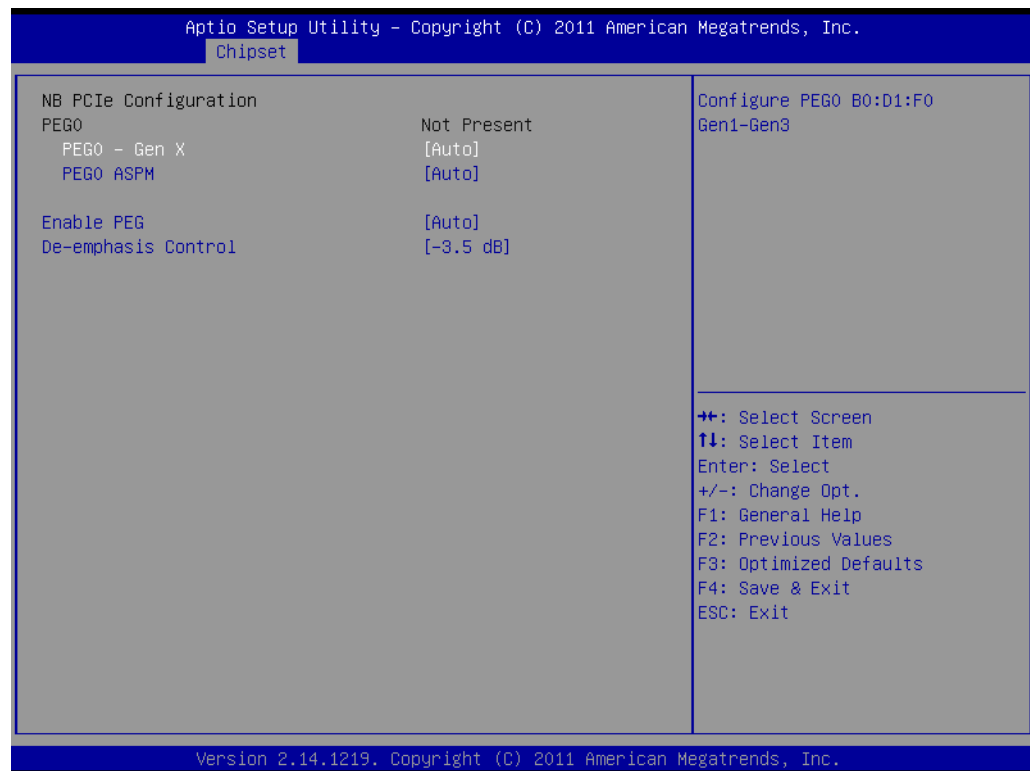 Aptio Setup Utility – Copyright (C) 2011 American Megatrends, Inc.
Chipset
NB PCIe Configuration
PEG0 Not Present
PEG0 – Gen X [Auto]
PEG0 ASPM [Auto]
Enable PEG [Auto]
De-emphasis Control [-3.5 dB]
Configure PEG0 B0:D1:F0
Gen1-Gen3
→←: Select Screen
↑↓: Select Item
Enter: Select
+/-: Change Opt.
F1: General Help
F2: Previous Values
F3: Optimized Defaults
F4: Save & Exit
ESC: Exit
Version 2.14.1219. Copyright (C) 2011 American Megatrends, Inc.